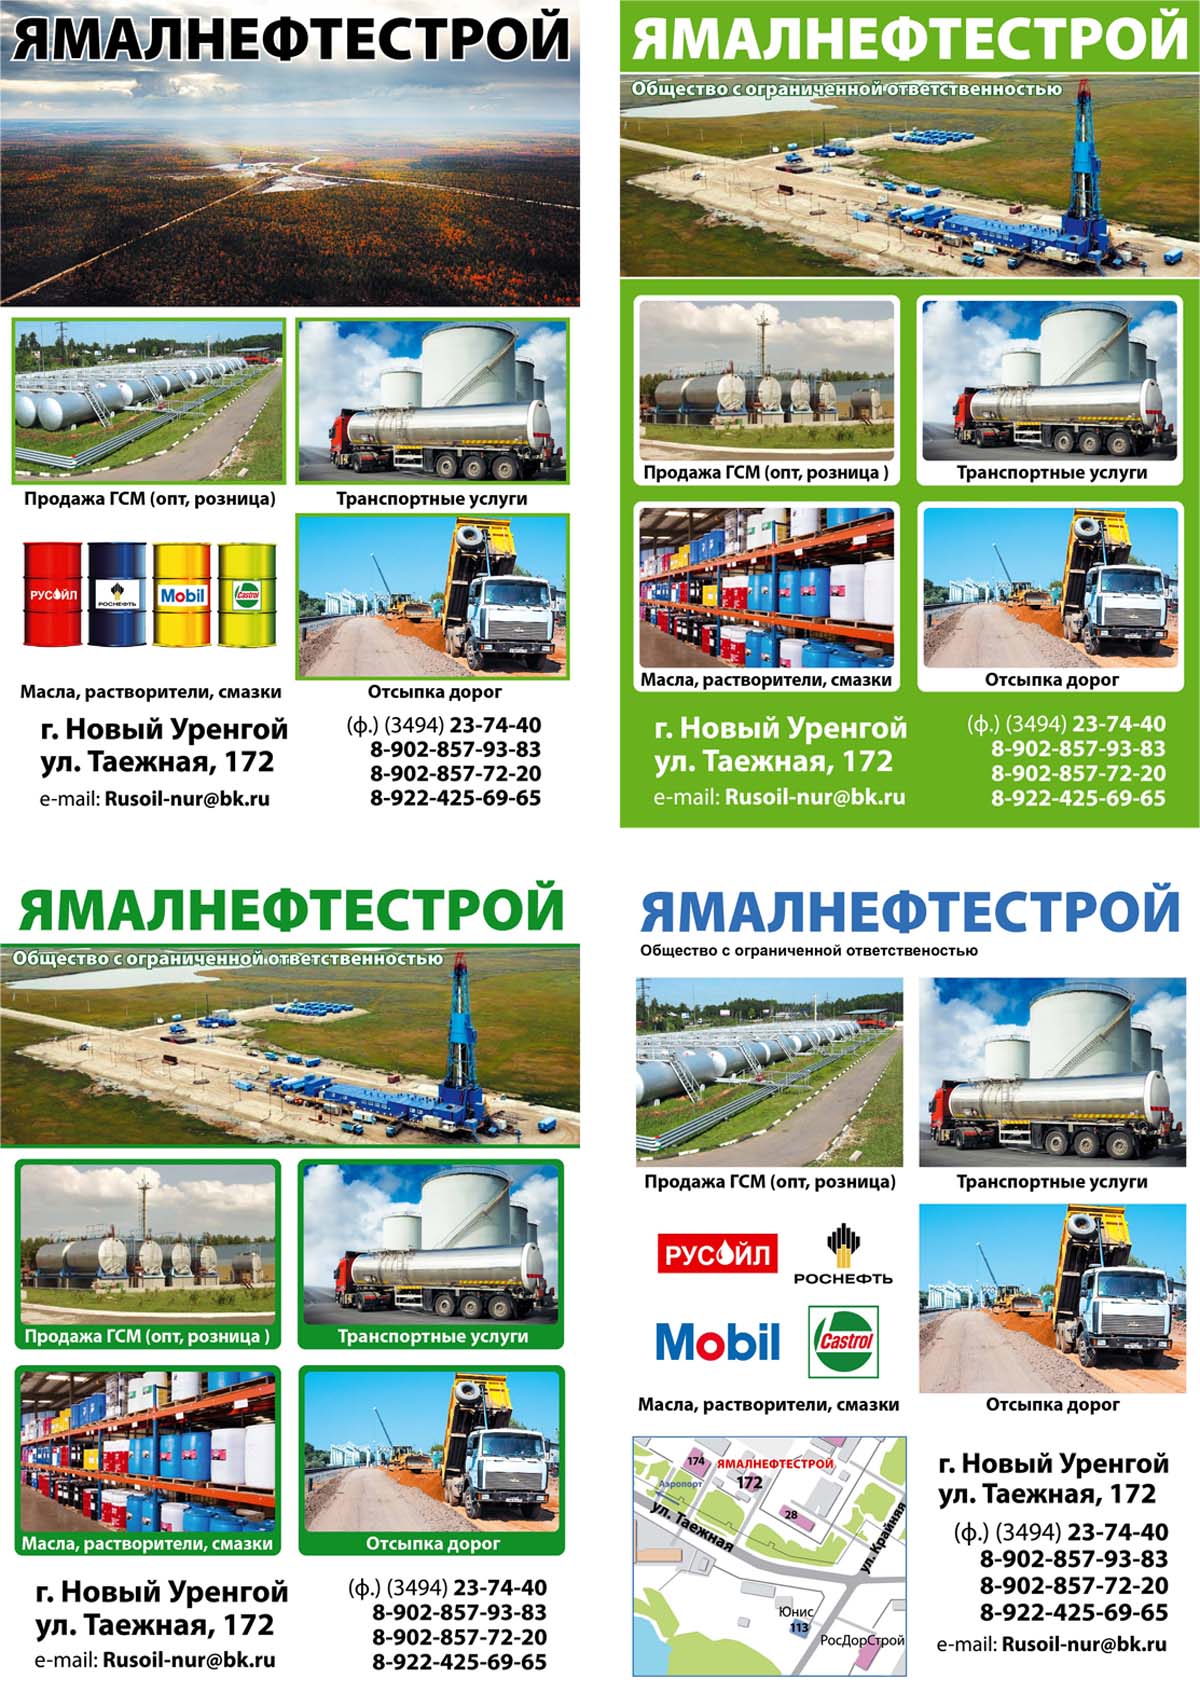 ЯМАЛНЕФТЕСТРОЙ
Продажа ГСМ (опт, розница)
Транспортные услуги
РУСОЙЛ
РОСНЕФТЬ
Mobil
Castrol
Масла, растворители, смазки
Отсыпка дорог
г. Новый Уренгой
ул. Таежная, 172
e-mail: Rusoil-nur@bk.ru
(ф.) (3494) 23-74-40
8-902-857-93-83
8-902-857-72-20
8-922-425-69-65
ЯМАЛНЕФТЕСТРОЙ
Общество с ограниченной ответственностью
Продажа ГСМ (опт, розница )
Транспортные услуги
Масла, растворители, смазки
Отсыпка дорог
г. Новый Уренгой
ул. Таежная, 172
e-mail: Rusoil-nur@bk.ru
(ф.) (3494) 23-74-40
8-902-857-93-83
8-902-857-72-20
8-922-425-69-65
ЯМАЛНЕФТЕСТРОЙ
Общество с ограниченной ответственностью
Продажа ГСМ (опт, розница )
Транспортные услуги
Масла, растворители, смазки
Отсыпка дорог
г. Новый Уренгой
ул. Таежная, 172
e-mail: Rusoil-nur@bk.ru
(ф.) (3494) 23-74-40
8-902-857-93-83
8-902-857-72-20
8-922-425-69-65
ЯМАЛНЕФТЕСТРОЙ
Общество с ограниченной ответственостью
Продажа ГСМ (опт, розница)
Транспортные услуги
РУСОЙЛ
РОСНЕФТЬ
Mobil
Castrol
Масла, растворители, смазки
Отсыпка дорог
174
ЯМАЛНЕФТЕСТРОЙ
Аэропорт
172
28
ул. Таежная
ул. Крайняя
Юнис
113
РосДорСтрой
г. Новый Уренгой
ул. Таежная, 172
(ф.) (3494) 23-74-40
8-902-857-93-83
8-902-857-72-20
8-922-425-69-65
e-mail: Rusoil-nur@bk.ru